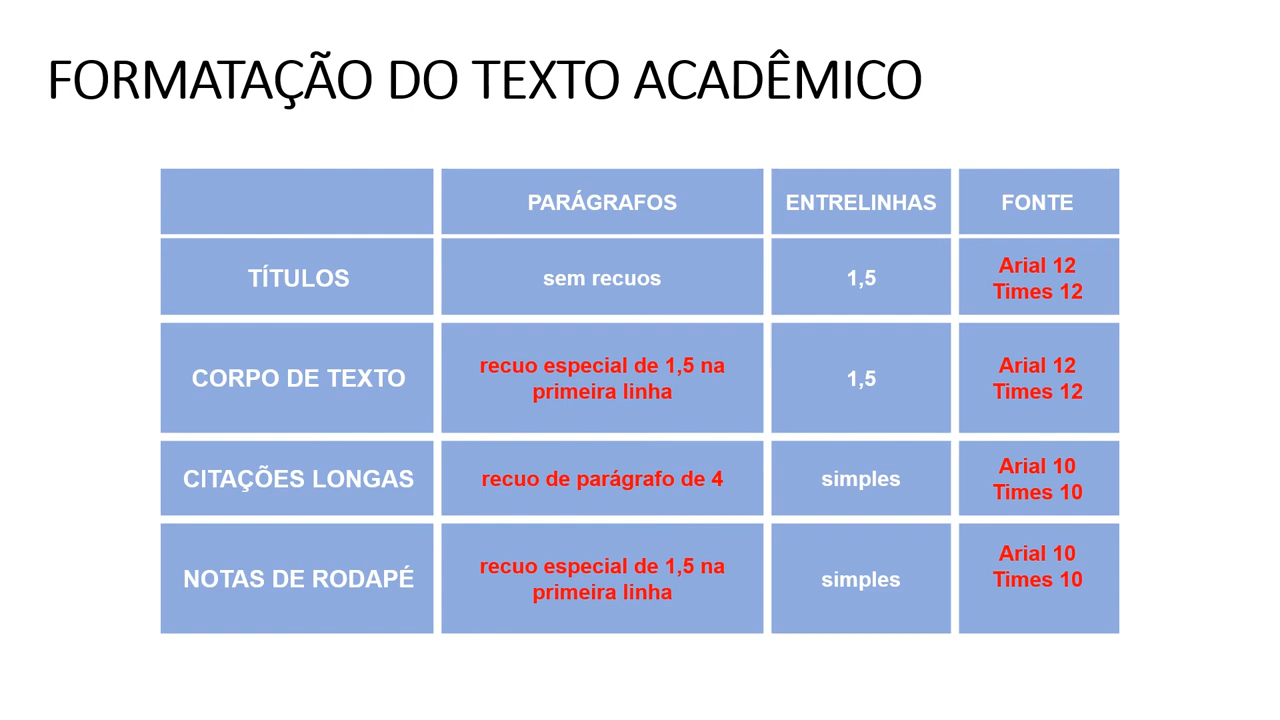 FORMATAÇÃO DO TEXTO ACADÊMICO
PARÁGRAFOS
ENTRELINHAS
FONTE
TÍTULOS
sem recuos
1,5
Arial 12
Times 12
CORPO DE TEXTO
recuo especial de 1,5 na
primeira linha
1,5
Arial 12
Times 12
CITAÇÕES LONGAS
recuo de parágrafo de 4
simples
Arial 10
Times 10
NOTAS DE RODAPÉ
recuo especial de 1,5 na
primeira linha
simples
Arial 10
Times 10